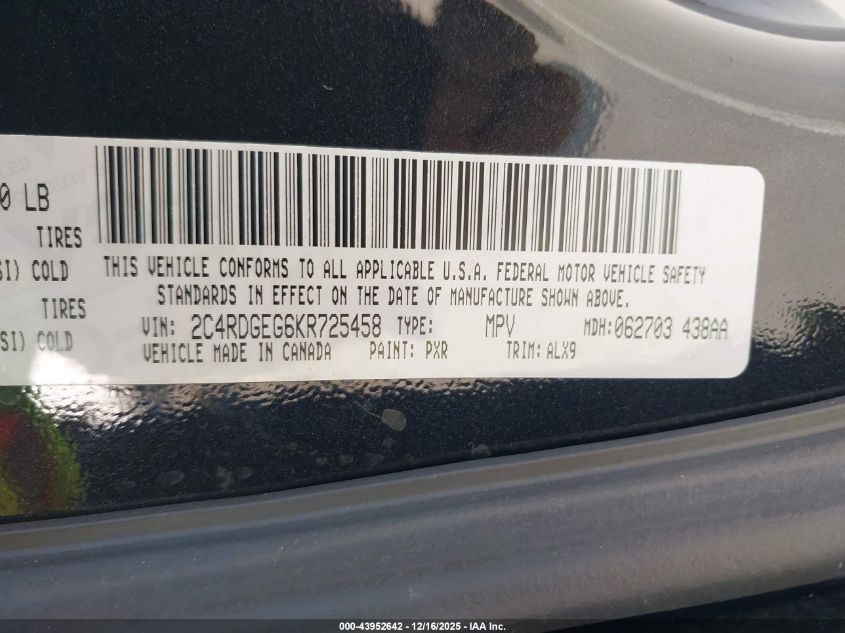 0 LB
TIRES
SI) COLD
TIRES
SI) COLD
THIS VEHICLE CONFORMS TO ALL APPLICABLE U.S.A. FEDERAL MOTOR VEHICLE SAFETY
STANDARDS IN EFFECT ON THE DATE OF MANUFACTURE SHOWN ABOVE.
VIN: 2C4RDGEG6KR725458 TYPE: MPV MDH:062703 438AA
VEHICLE MADE IN CANADA PAINT: PXR TRIM: ALX9
000-43952642 - 12/16/2025 - IAA Inc.